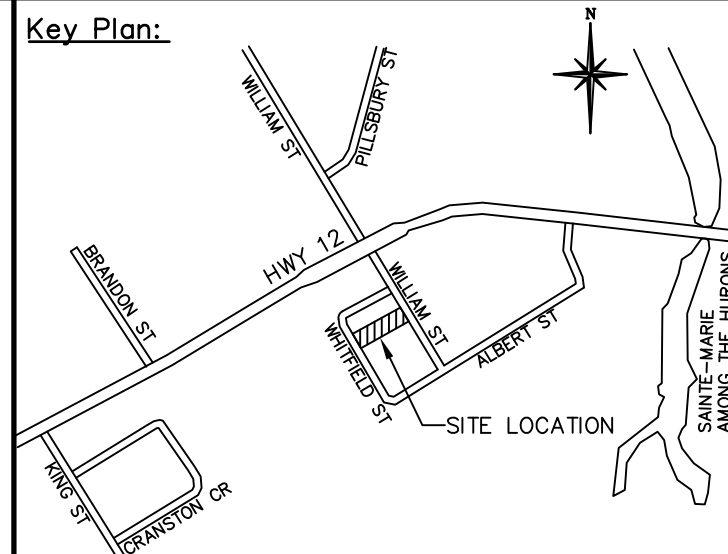 Key Plan:
N
WILLIAM ST
PILLSBURY ST
HWY 12
BRANDON ST
WILLIAM ST
WHITFIELD ST
ALBERT ST
SITE LOCATION
SAINTE-MARIE
AMONG THE HURONS
KING ST
CRANSTON CR